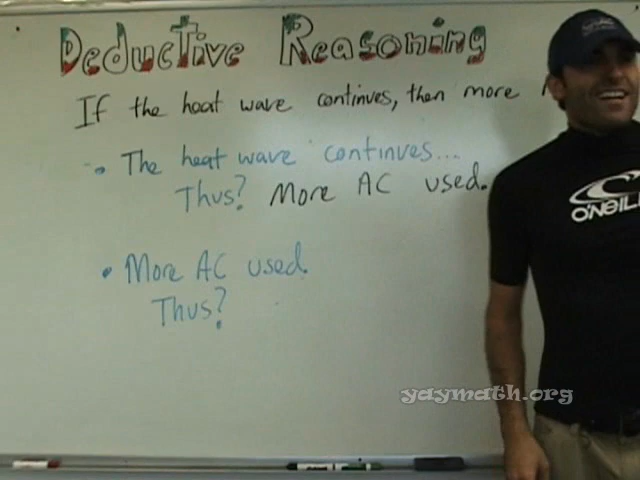 Deductive Reasoning
If the heat wave continues, then more
• The heat wave continues...
Thus? More AC used.
O'NEILL
• More AC used.
Thus?
yaymath.org